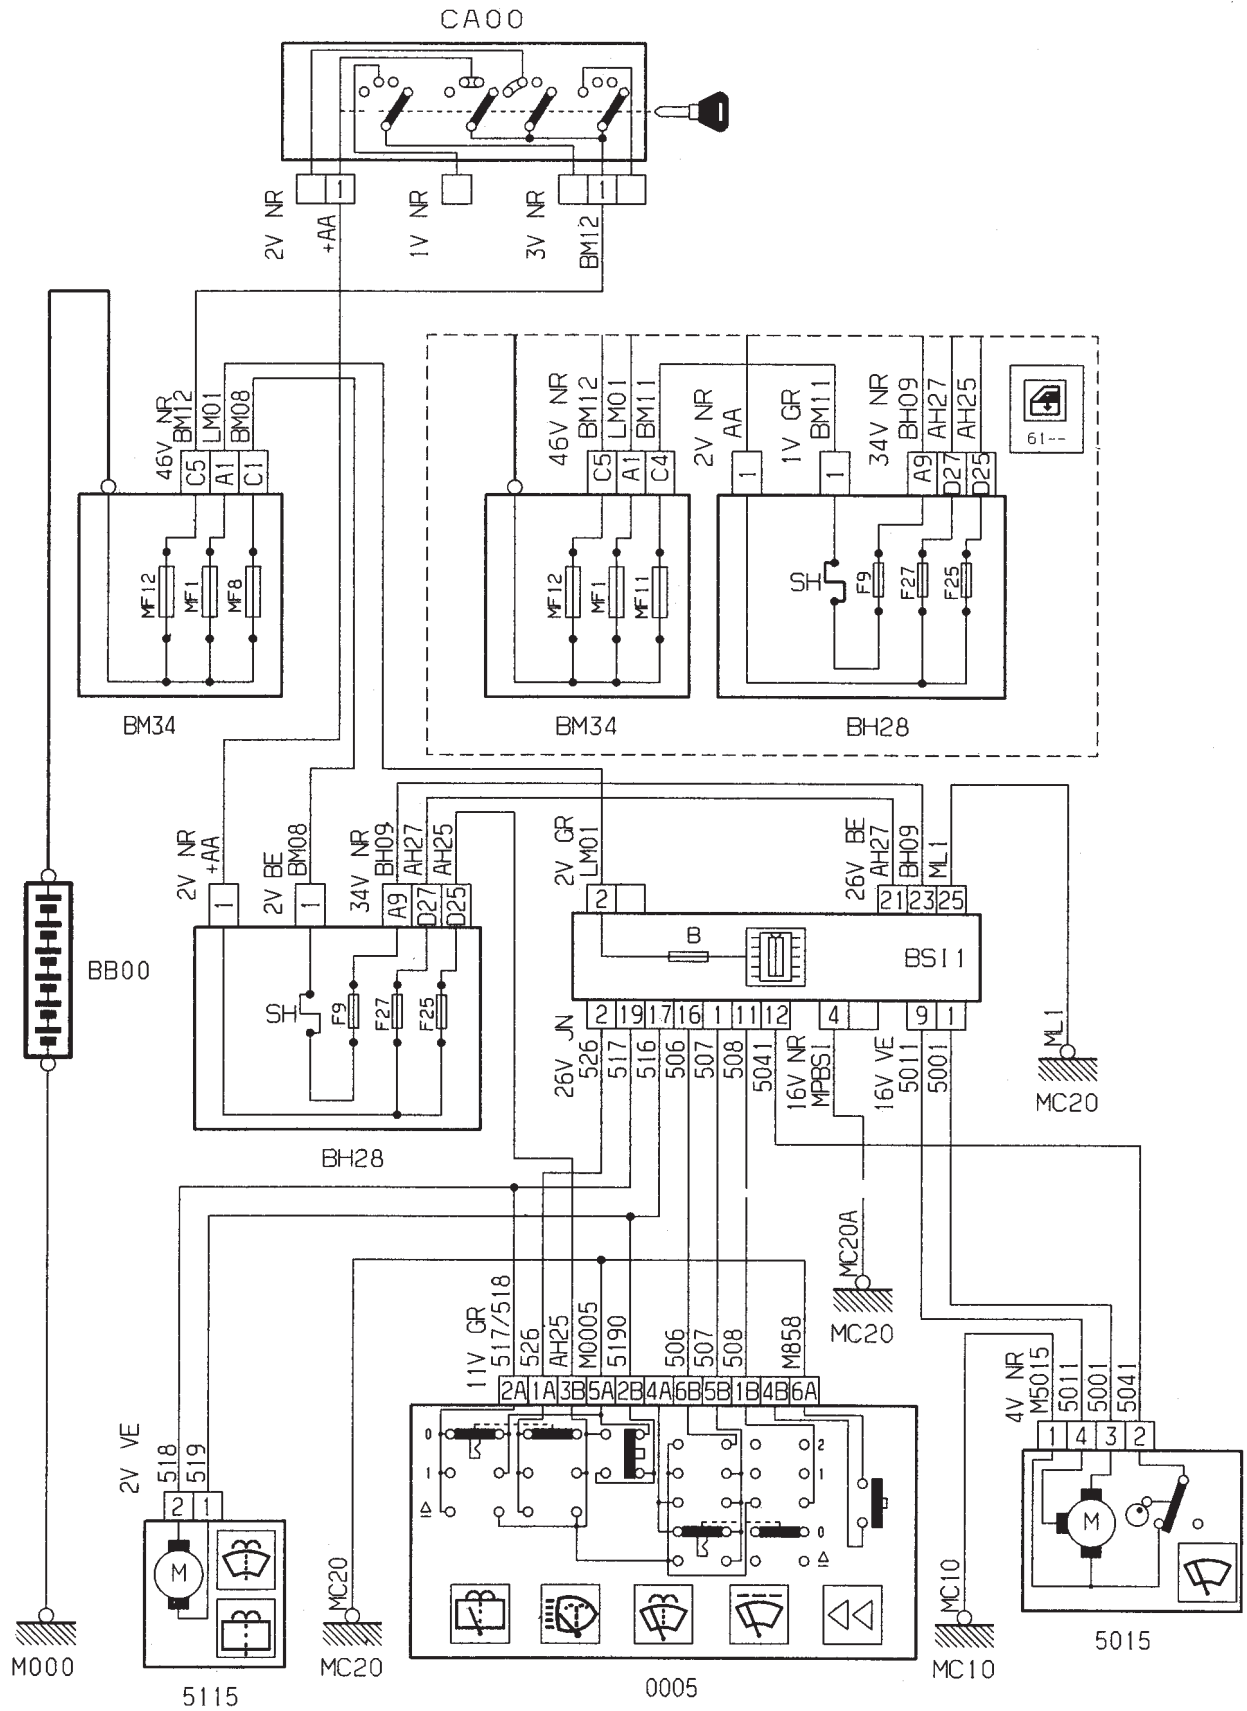 CA00
2V NR
1
+AA
1V NR
3V NR
1
BM12
46V NR
BM12
LM01
BM08
C5
A1
C1
MF12
MF1
MF8
BM34
46V NR
BM12
LM01
BM11
C5
A1
C4
MF12
MF1
MF11
BM34
2V NR
AA
1
1V GR
BM11
1
34V NR
BH09
AH27
AH25
A9
D27
D25
SH
F9
F27
F25
BH28
61--
2V NR
+AA
1
2V BE
BM08
1
34V NR
BH09
AH27
AH25
A9
D27
D25
SH
F9
F27
F25
BH28
BB00
2V GR
LM01
2
26V BE
AH27
BH09
ML1
21
23
25
B
BSI1
2
19
17
16
1
11
12
4
9
1
26V JN
526
517
516
506
507
508
5041
16V NR
MPBSI
16V VE
5011
5001
ML1
MC20
MC20A
MC20
11V GR
517/518
526
AH25
M0005
5190
506
507
508
M858
2A
1A
3B
5A
2B
4A
6B
5B
1B
4B
6A
0
1
2
1
0
0005
4V NR
M5015
5011
5001
5041
1
4
3
2
M
5015
2V VE
518
519
2
1
M
5115
M000
MC20
MC20
MC10
MC10